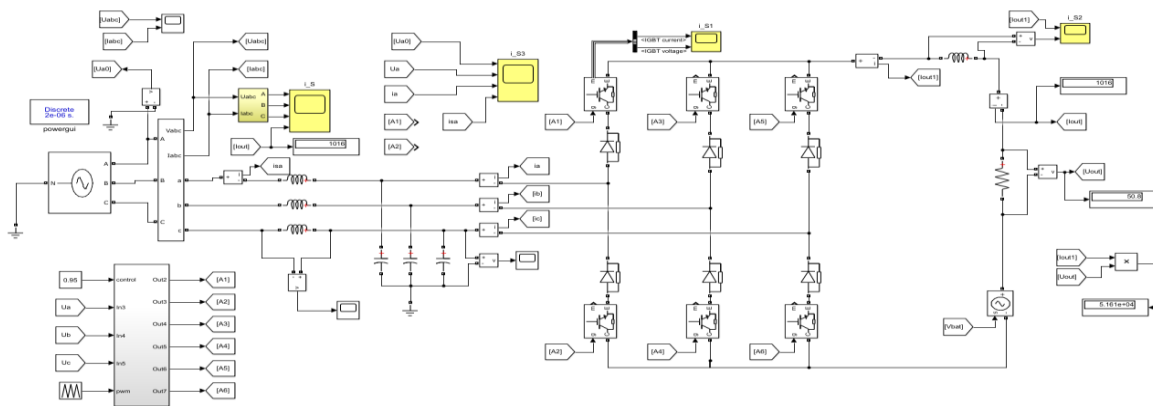 [Uabc]
[Iabc]
[Ua0]
Discrete
2e-06 s.
powergui
[Uabc]
[Iabc]
Uabc
Iabc
A
B
C
i_S
[Iout]
1016
Vabc
Iabc
A
B
C
a
b
c
N
A
B
C
isa
[Ua0]
Ua
ia
[A1]
[A2]
i_S3
isa
ia
[ib]
[ic]
<IGBT current>
<IGBT voltage>
i_S1
[A1]
[A3]
[A5]
[A2]
[A4]
[A6]
[Iout1]
[Iout1]
i_S2
1016
[Iout]
[Uout]
50.8
[Iout1]
[Uout]
×
5.161e+04
[Vbat]
0.95
Ua
Ub
Uc
control
In3
In4
In5
pwm
Out2
Out3
Out4
Out5
Out6
Out7
[A1]
[A2]
[A3]
[A4]
[A5]
[A6]